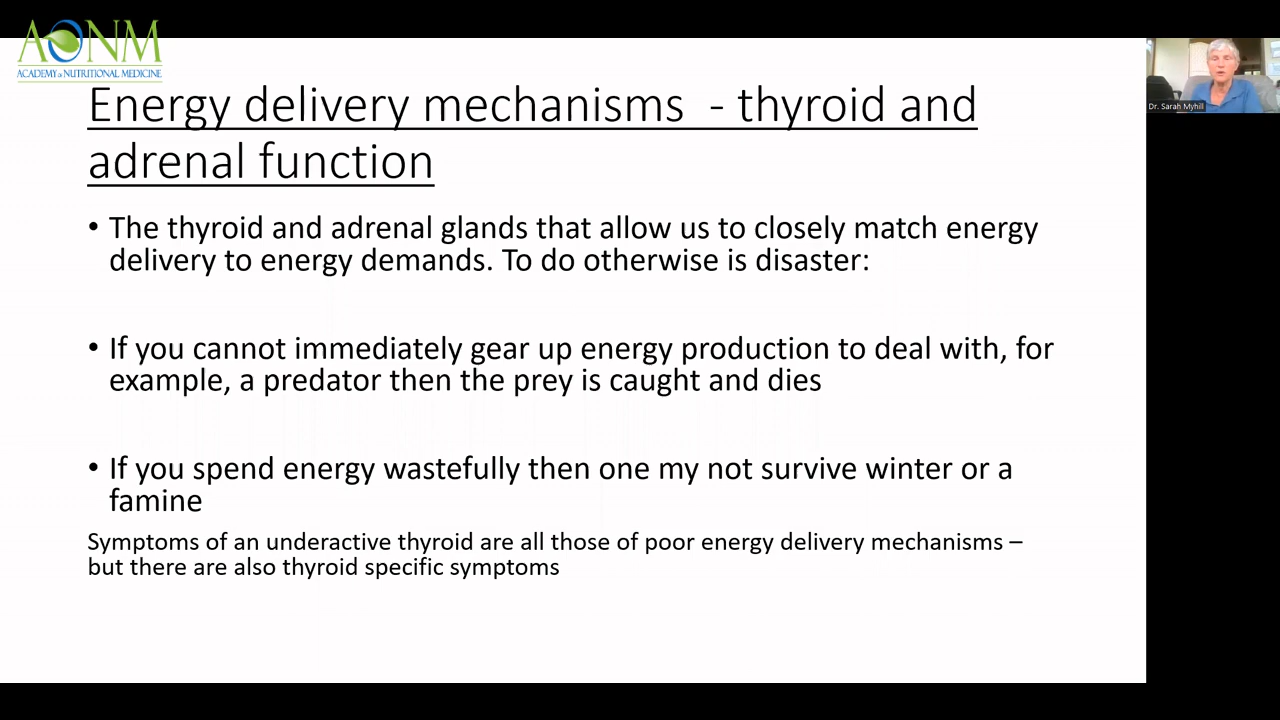 AONM
ACADEMY of NUTRITIONAL MEDICINE
Dr. Sarah Myhill
Energy delivery mechanisms - thyroid and
adrenal function
• The thyroid and adrenal glands that allow us to closely match energy
delivery to energy demands. To do otherwise is disaster:
• If you cannot immediately gear up energy production to deal with, for
example, a predator then the prey is caught and dies
• If you spend energy wastefully then one my not survive winter or a
famine
Symptoms of an underactive thyroid are all those of poor energy delivery mechanisms –
but there are also thyroid specific symptoms